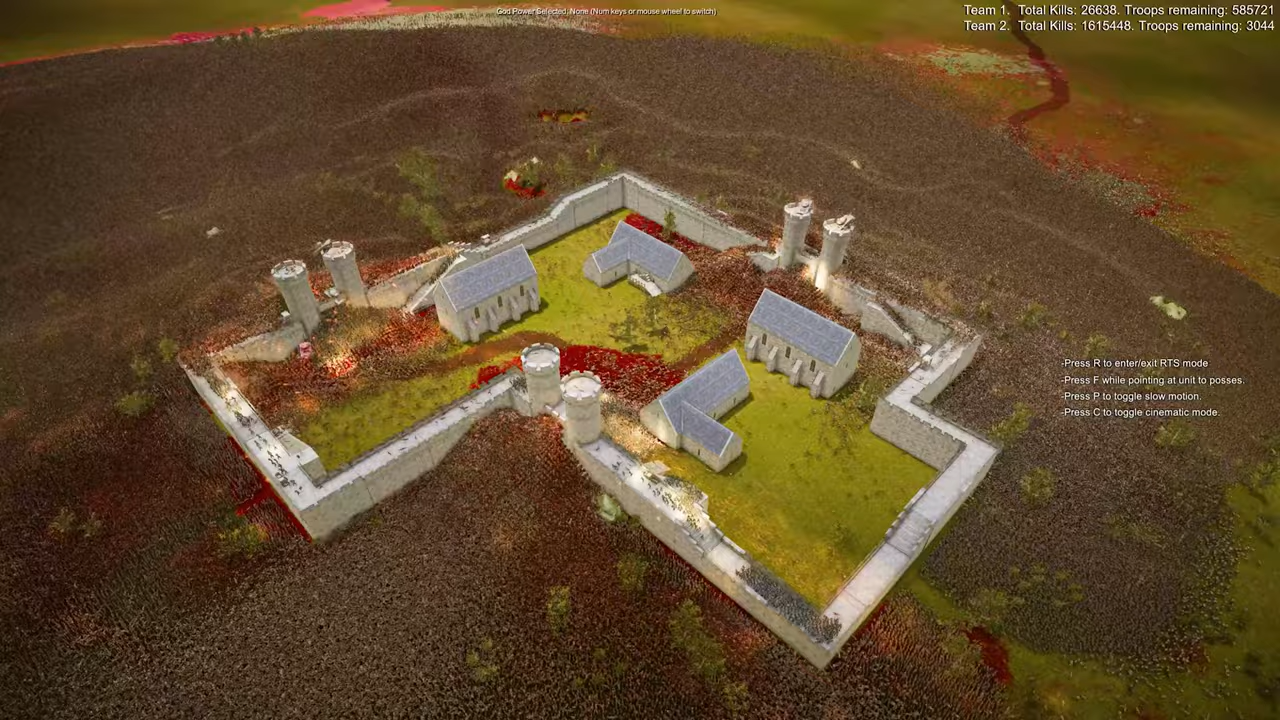 God Power Selected: None (Num keys or mouse wheel to switch)
Team 1. Total Kills: 26638. Troops remaining: 585721
Team 2. Total Kills: 1615448. Troops remaining: 3044
-Press R to enter/exit RTS mode
-Press F while pointing at unit to posses.
-Press P to toggle slow motion.
-Press C to toggle cinematic mode.